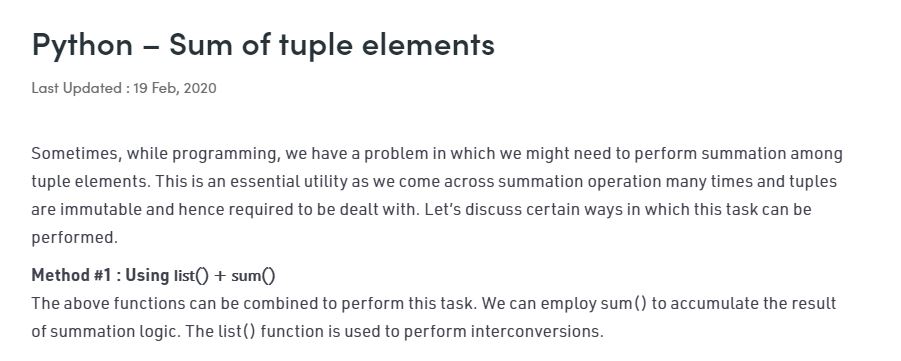 Python – Sum of tuple elements
Last Updated : 19 Feb, 2020
Sometimes, while programming, we have a problem in which we might need to perform summation among
tuple elements. This is an essential utility as we come across summation operation many times and tuples
are immutable and hence required to be dealt with. Let’s discuss certain ways in which this task can be
performed.
Method #1 : Using list() + sum()
The above functions can be combined to perform this task. We can employ sum() to accumulate the result
of summation logic. The list() function is used to perform interconversions.